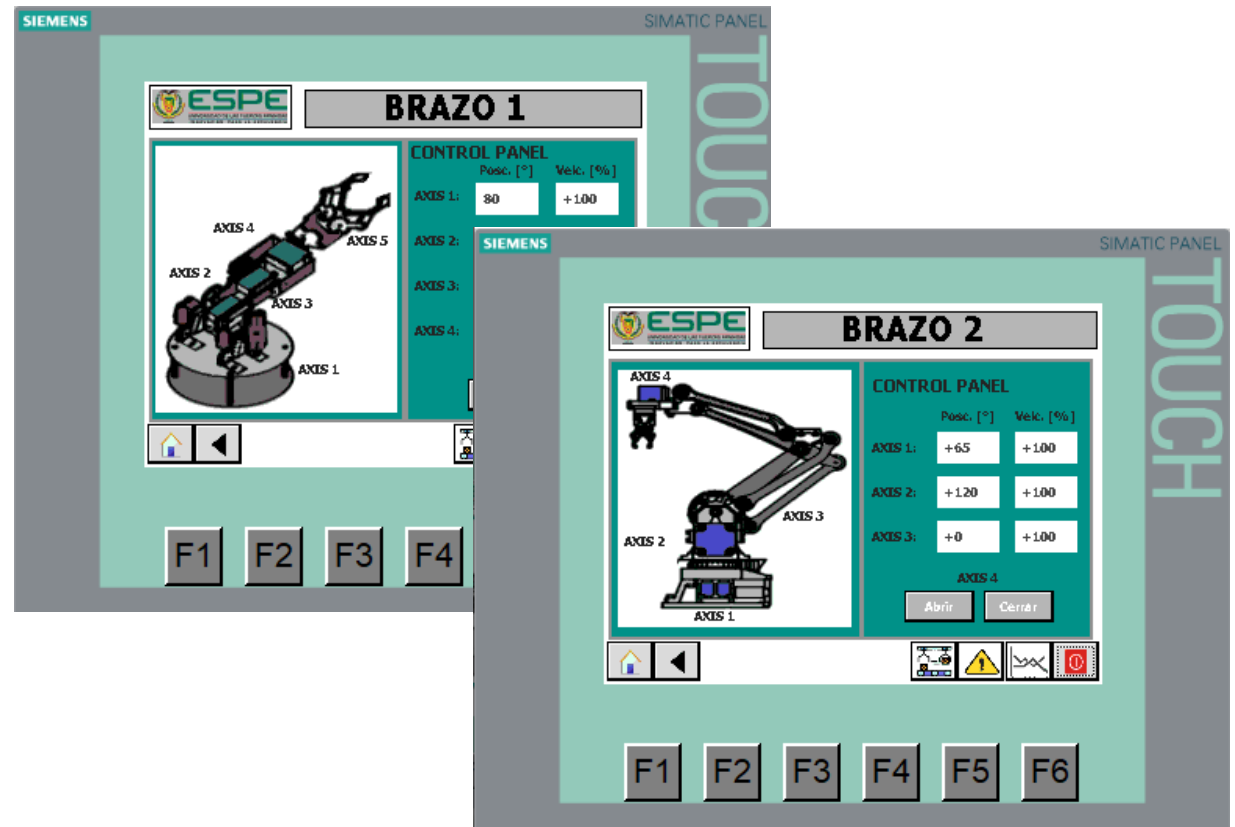 SIEMENS
SIMATIC PANEL
TOUC
ESPE
BRAZO 1
CONTROL PANEL
Posc. [°] Velc. [%]
AXIS 1: 80 +100
AXIS 2:
AXIS 3:
AXIS 4:
AXIS 4
AXIS 5
AXIS 2
AXIS 3
AXIS 1
F1 F2 F3 F4
SIEMENS
SIMATIC PANEL
TOUCH
ESPE
BRAZO 2
AXIS 4
AXIS 3
AXIS 2
AXIS 1
CONTROL PANEL
Posc. [°] Velc. [%]
AXIS 1: +65 +100
AXIS 2: +120 +100
AXIS 3: +0 +100
AXIS 4
Abrir Cerrar
F1 F2 F3 F4 F5 F6